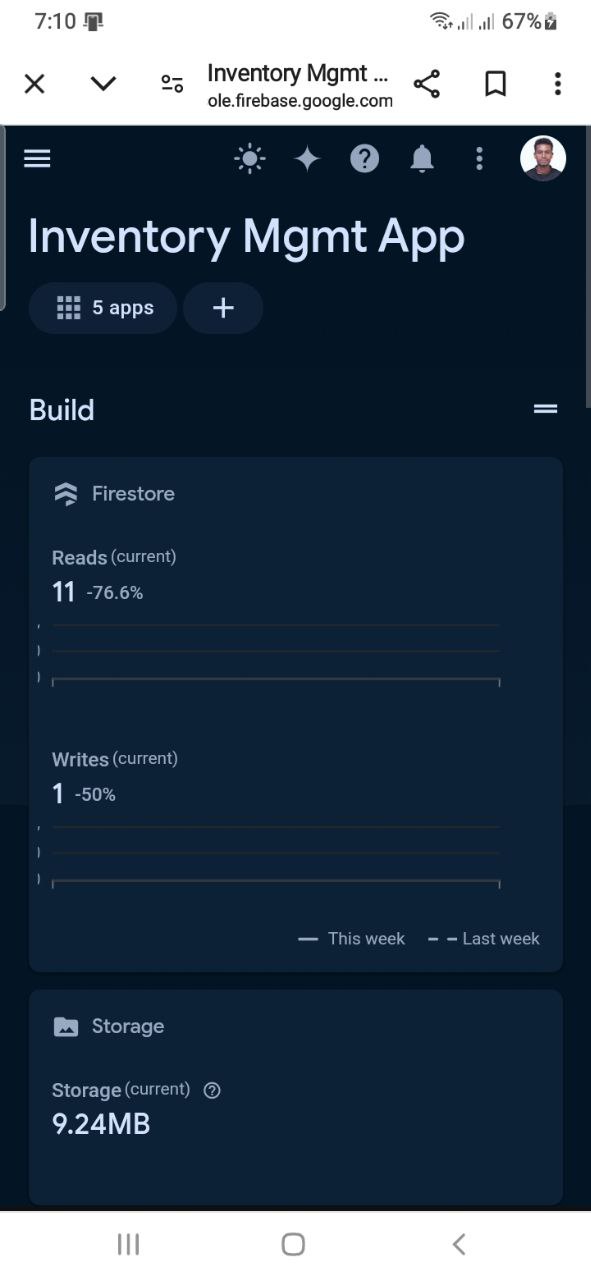 7:10
67%
Inventory Mgmt ...
ole.firebase.google.com
Inventory Mgmt App
5 apps
Build
Firestore
Reads (current)
11 -76.6%
Writes (current)
1 -50%
This week
Last week
Storage
Storage (current)
9.24MB